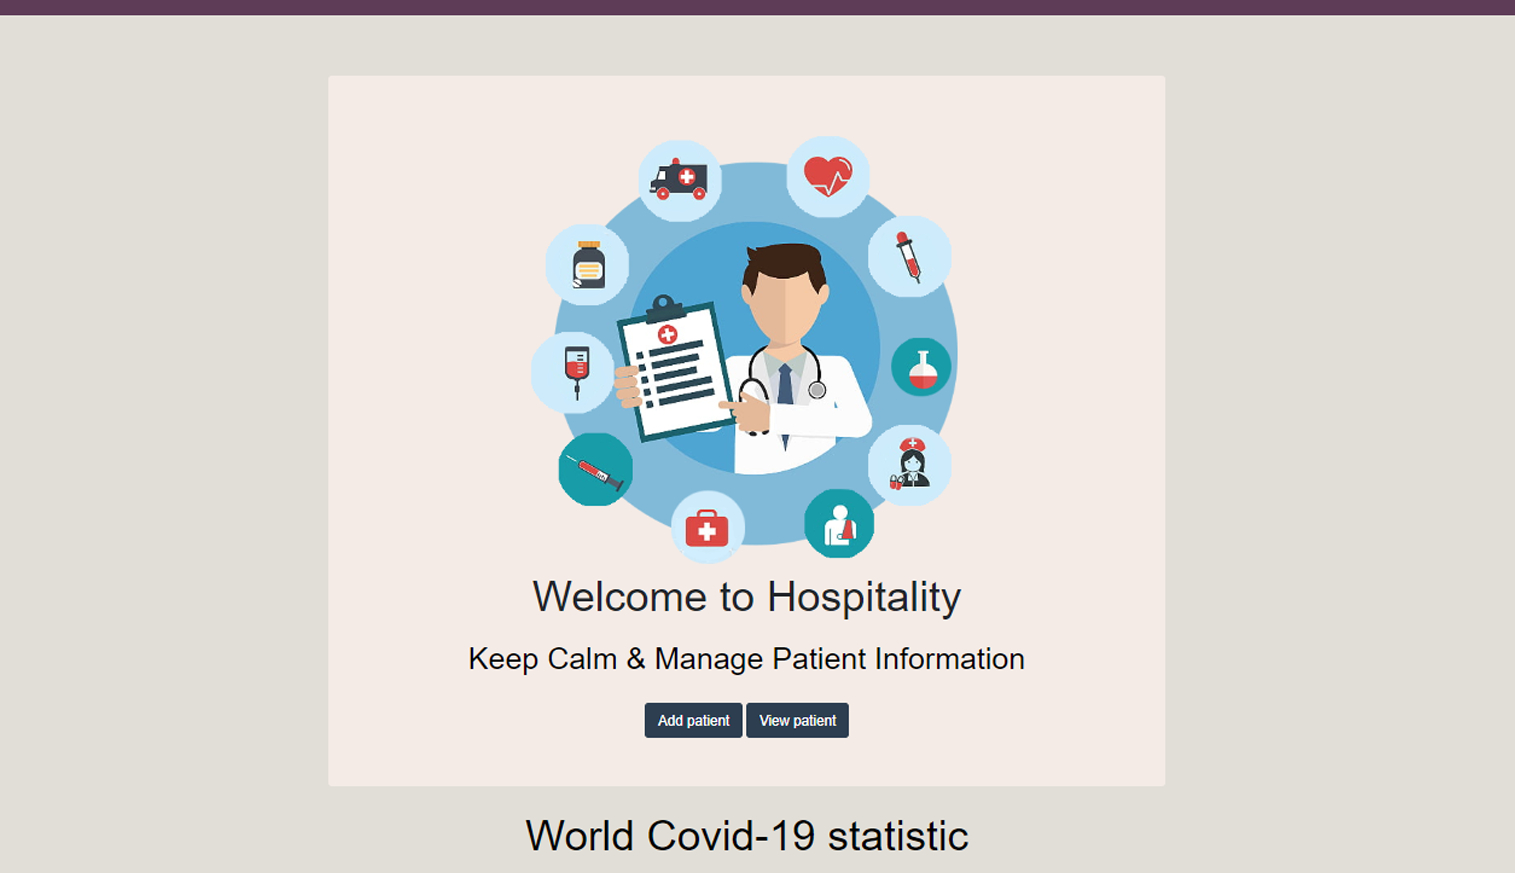 Welcome to Hospitality
Keep Calm & Manage Patient Information
Add patient View patient
World Covid-19 statistic